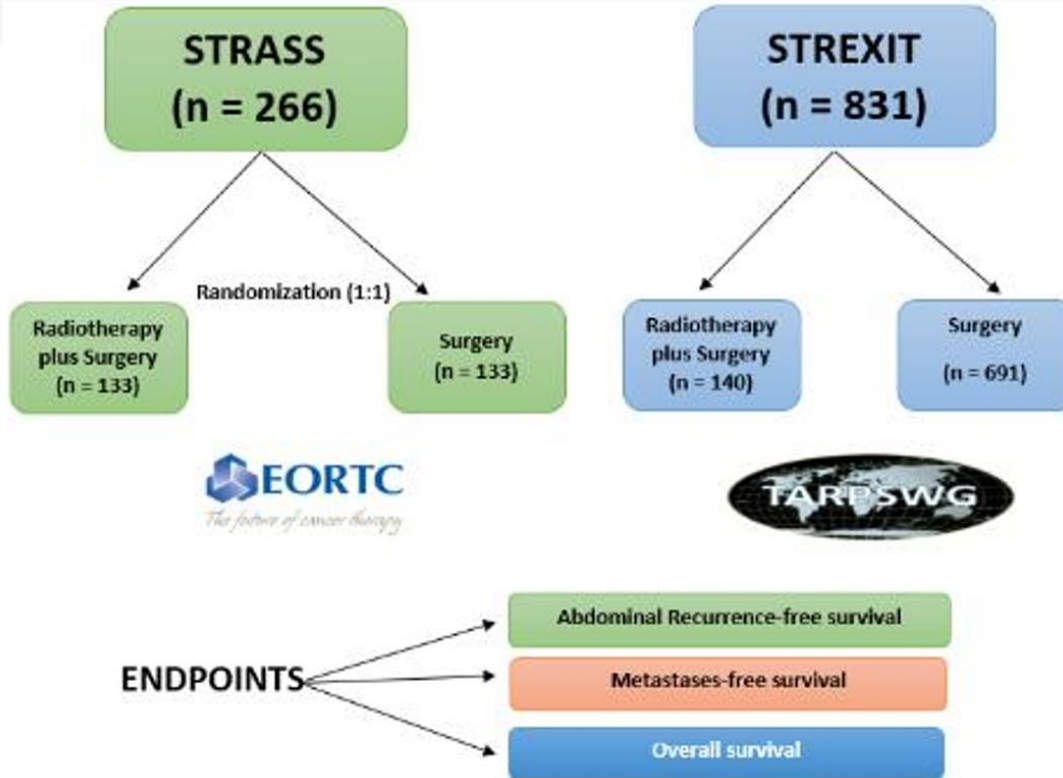 STRASS
(n = 266)
STREXIT
(n = 831)
Randomization (1:1)
Radiotherapy
plus Surgery
(n = 133)
Surgery
(n = 133)
Radiotherapy
plus Surgery
(n = 140)
Surgery
(n = 691)
EORTC
The future of cancer therapy
TARPSWG
ENDPOINTS
Abdominal Recurrence-free survival
Metastases-free survival
Overall survival